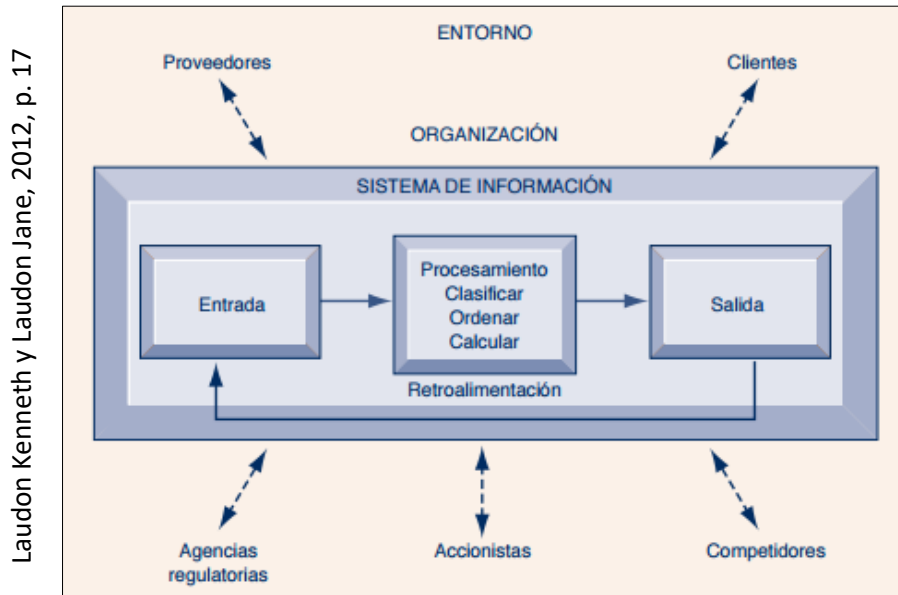 Laudon Kenneth y Laudon Jane, 2012, p. 17
ENTORNO
Proveedores
Clientes
ORGANIZACIÓN
SISTEMA DE INFORMACIÓN
Entrada
Procesamiento
Clasificar
Ordenar
Calcular
Salida
Retroalimentación
Agencias
regulatorias
Accionistas
Competidores